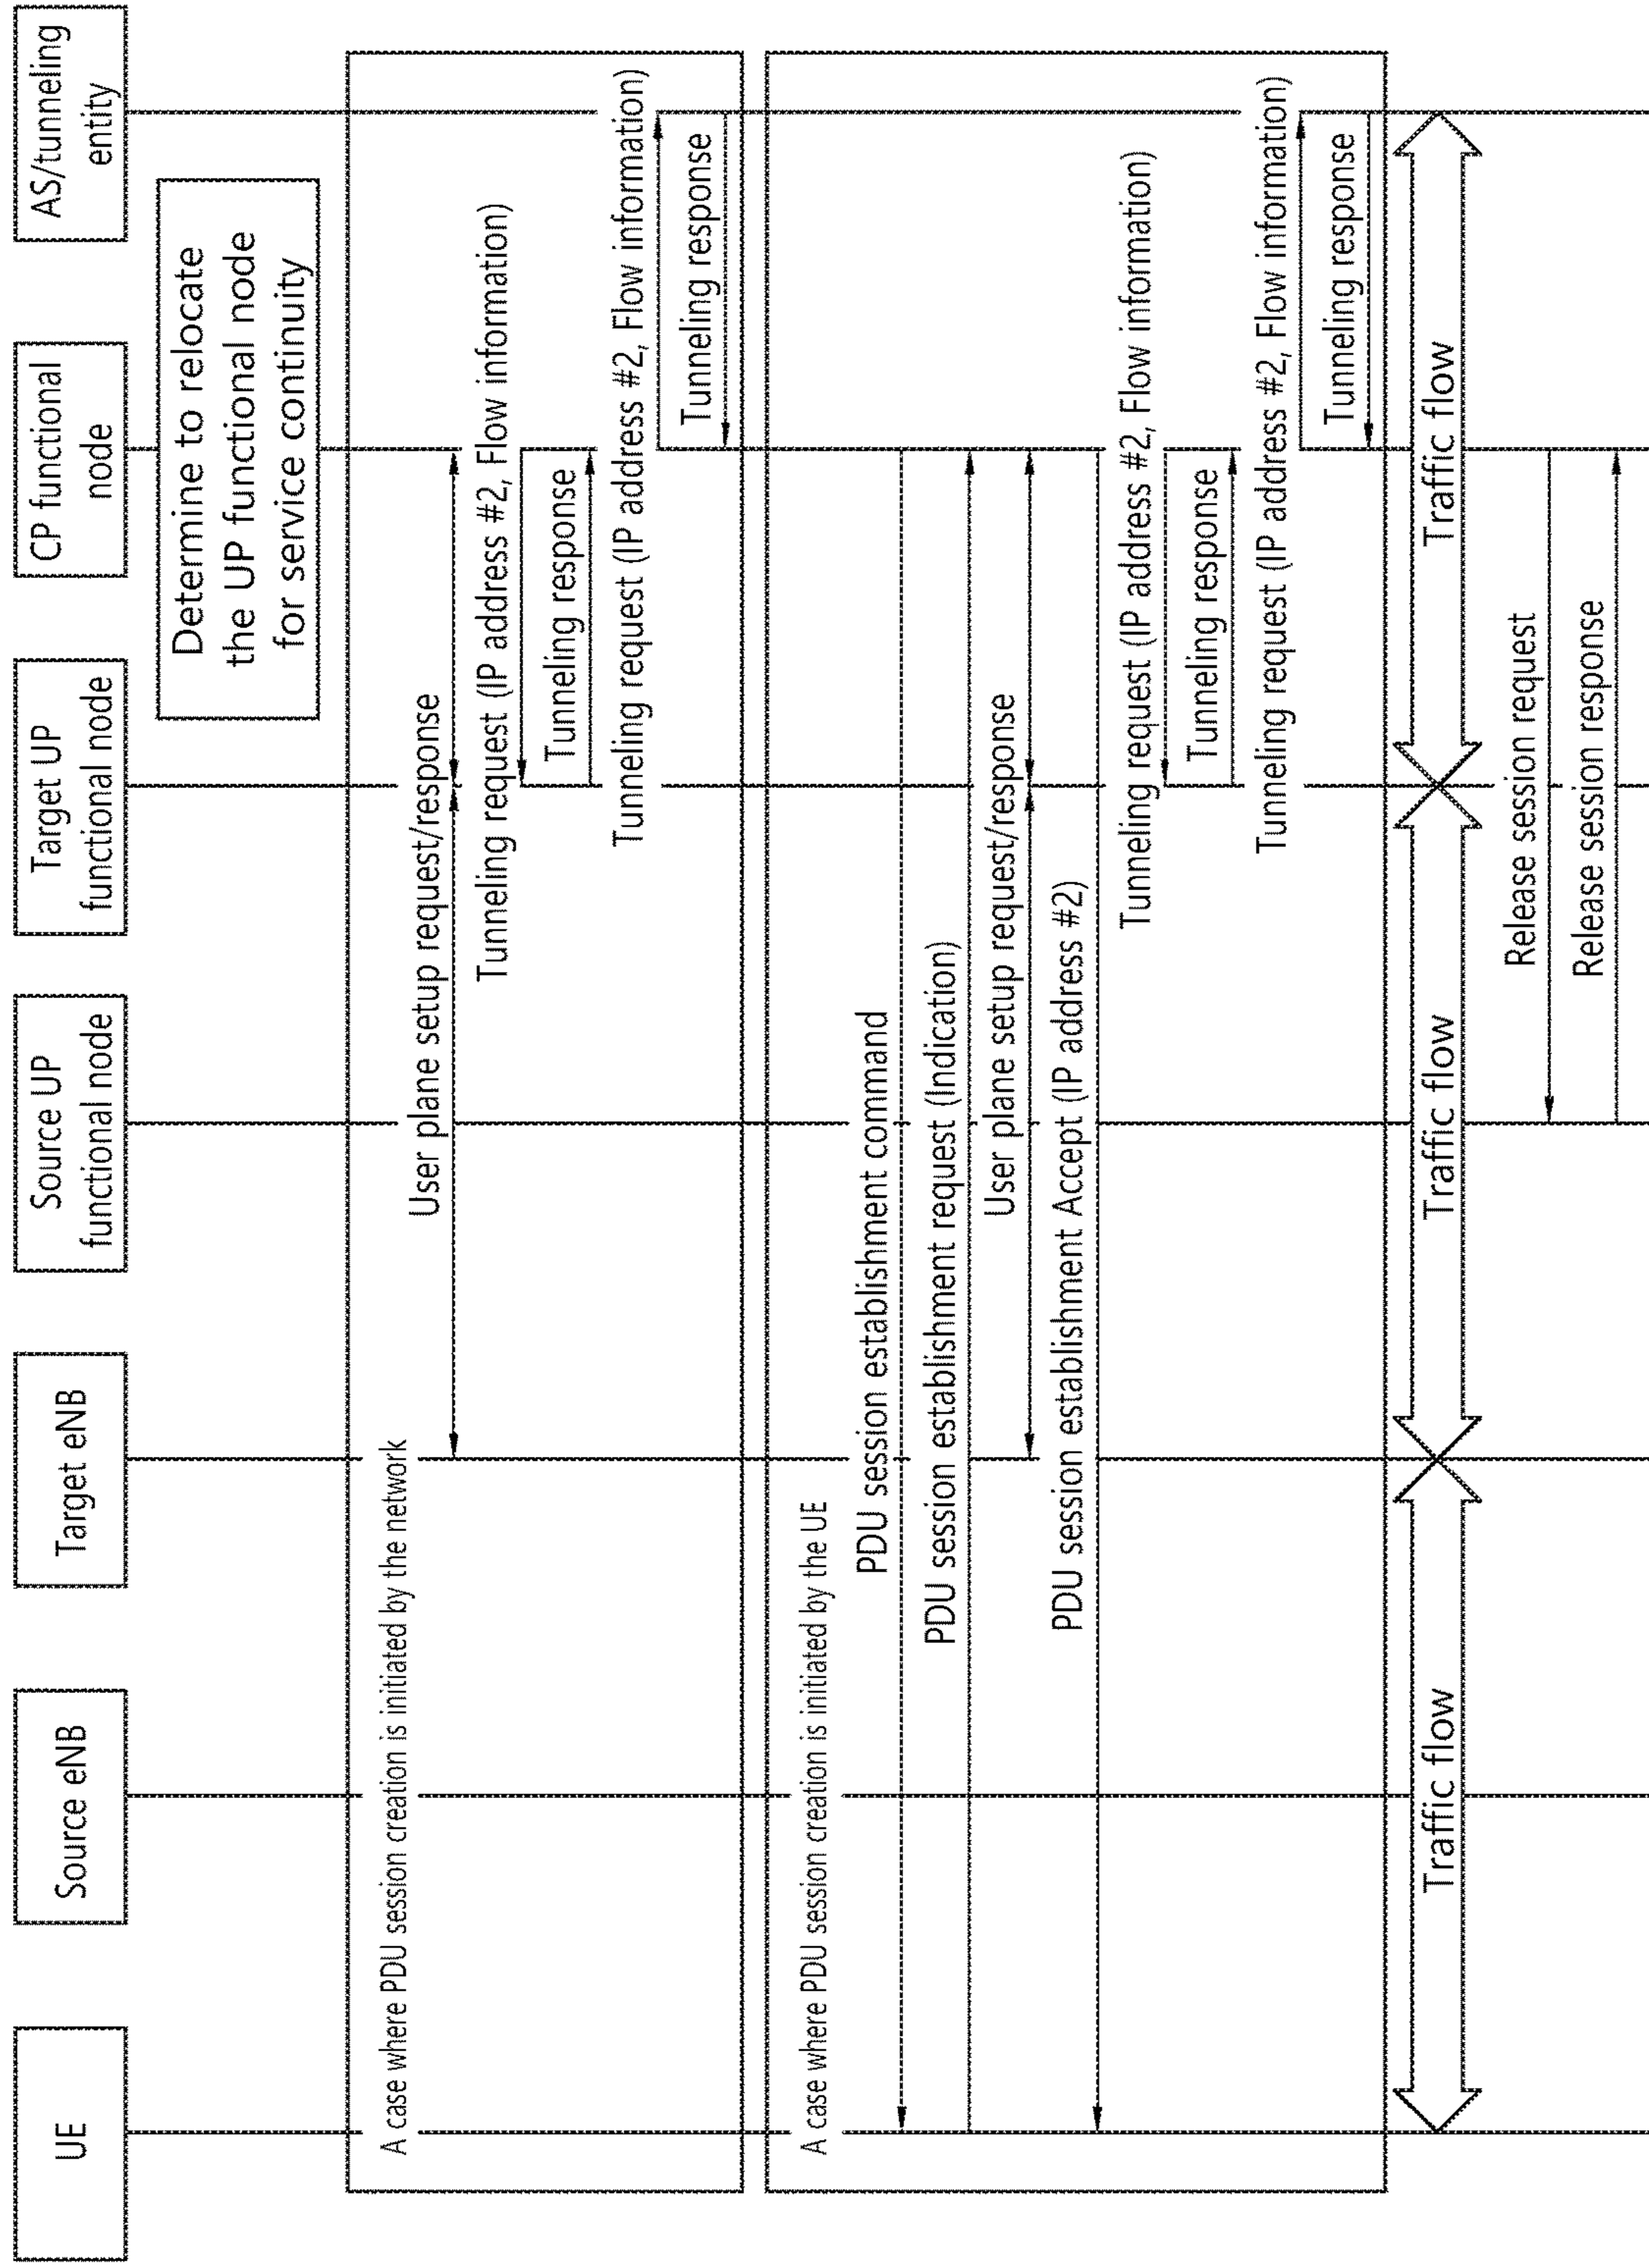 UE
Source eNB
Target eNB
Source UP
functional node
Target UP
functional node
CP functional
node
AS/tunneling
entity
Determine to relocate
the UP functional node
for service continuity
A case where PDU session creation is initiated by the network
User plane setup request/response
Tunneling request (IP address #2, Flow information)
Tunneling response
Tunneling request (IP address #2, Flow information)
Tunneling response
A case where PDU session creation is initiated by the UE
PDU session establishment command
PDU session establishment request (Indication)
User plane setup request/response
PDU session establishment Accept (IP address #2)
Tunneling request (IP address #2, Flow information)
Tunneling response
Tunneling request (IP address #2, Flow information)
Tunneling response
Traffic flow
Traffic flow
Traffic flow
Release session request
Release session response